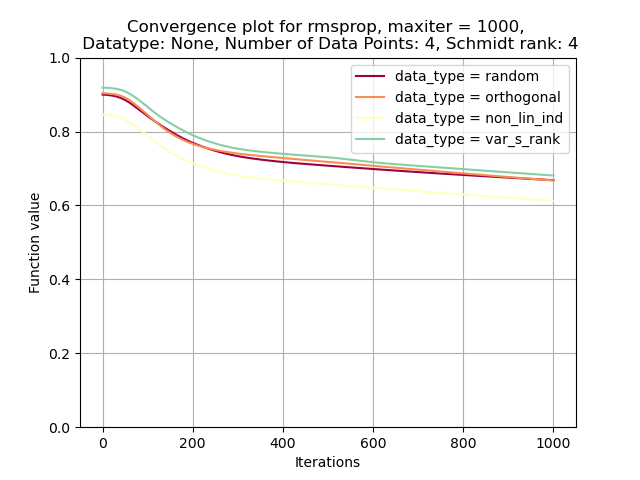 Convergence plot for rmsprop, maxiter = 1000,
Datatype: None, Number of Data Points: 4, Schmidt rank: 4
data_type = random
data_type = orthogonal
data_type = non_lin_ind
data_type = var_s_rank
Function value
1.0
0.8
0.6
0.4
0.2
0.0
0 200 400 600 800 1000
Iterations